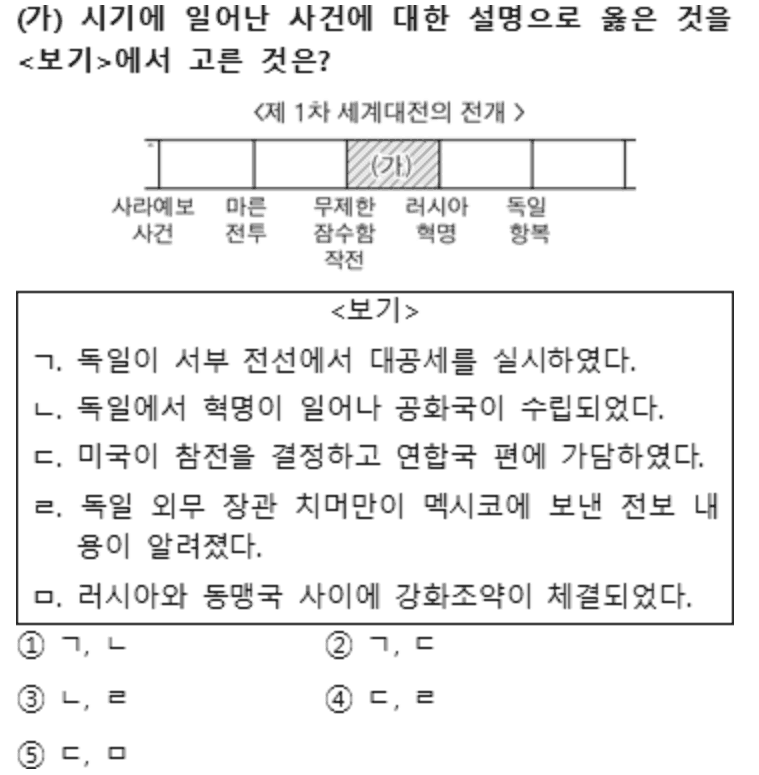 (가) 시기에 일어난 사건에 대한 설명으로 옳은 것을
<보기>에서 고른 것은?
<제 1차 세계대전의 전개 >
(가)
사라예보 마른 무제한 러시아 독일
사건 전투 잠수함 혁명 항복
작전
<보기>
ㄱ. 독일이 서부 전선에서 대공세를 실시하였다.
ㄴ. 독일에서 혁명이 일어나 공화국이 수립되었다.
ㄷ. 미국이 참전을 결정하고 연합국 편에 가담하였다.
ㄹ. 독일 외무 장관 치머만이 멕시코에 보낸 전보 내
용이 알려졌다.
ㅁ. 러시아와 동맹국 사이에 강화조약이 체결되었다.
① ㄱ, ㄴ ② ㄱ, ㄷ
③ ㄴ, ㄹ ④ ㄷ, ㄹ
⑤ ㄷ, ㅁ